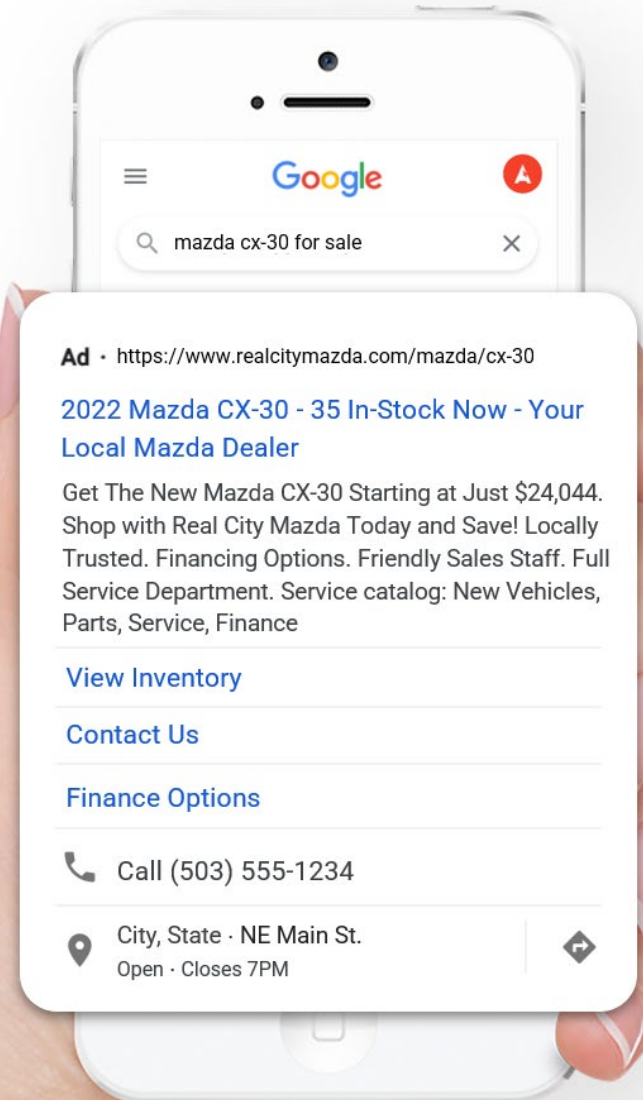 Google
mazda cx-30 for sale
Ad · https://www.realcitymazda.com/mazda/cx-30
2022 Mazda CX-30 - 35 In-Stock Now - Your
Local Mazda Dealer
Get The New Mazda CX-30 Starting at Just $24,044.
Shop with Real City Mazda Today and Save! Locally
Trusted. Financing Options. Friendly Sales Staff. Full
Service Department. Service catalog: New Vehicles,
Parts, Service, Finance
View Inventory
Contact Us
Finance Options
Call (503) 555-1234
City, State · NE Main St.
Open · Closes 7PM